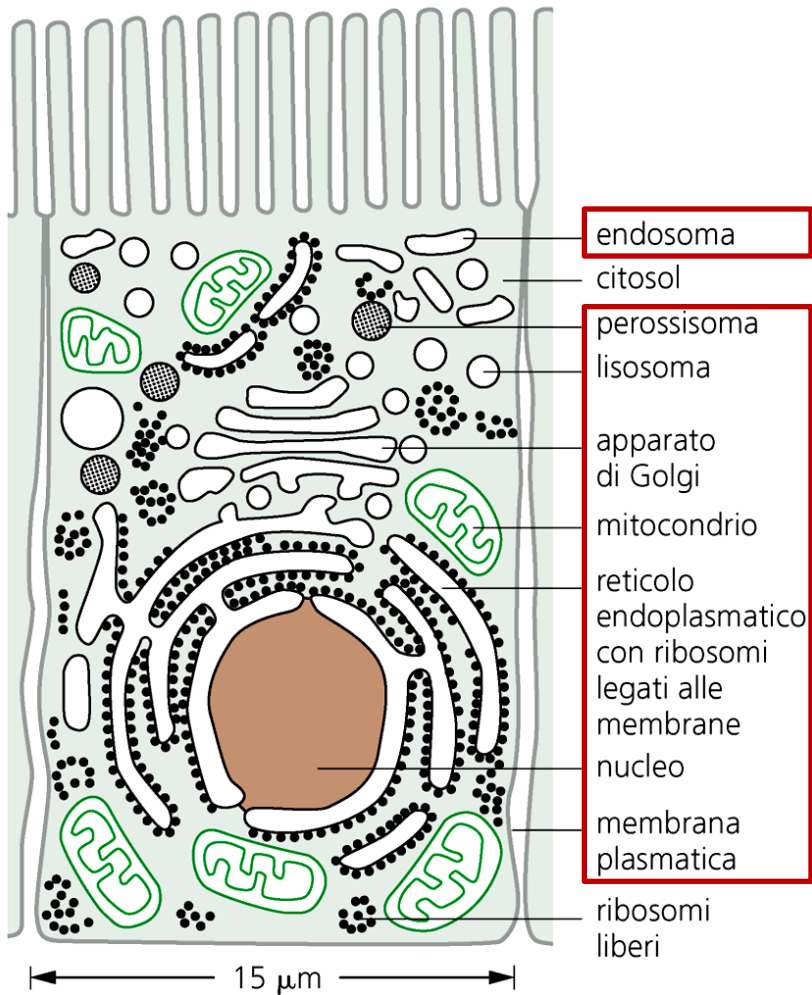 endosoma
citosol
perossisoma
lisosoma
apparato
di Golgi
mitocondrio
reticolo
endoplasmatico
con ribosomi
legati alle
membrane
nucleo
membrana
plasmatica
ribosomi
liberi
15 μm